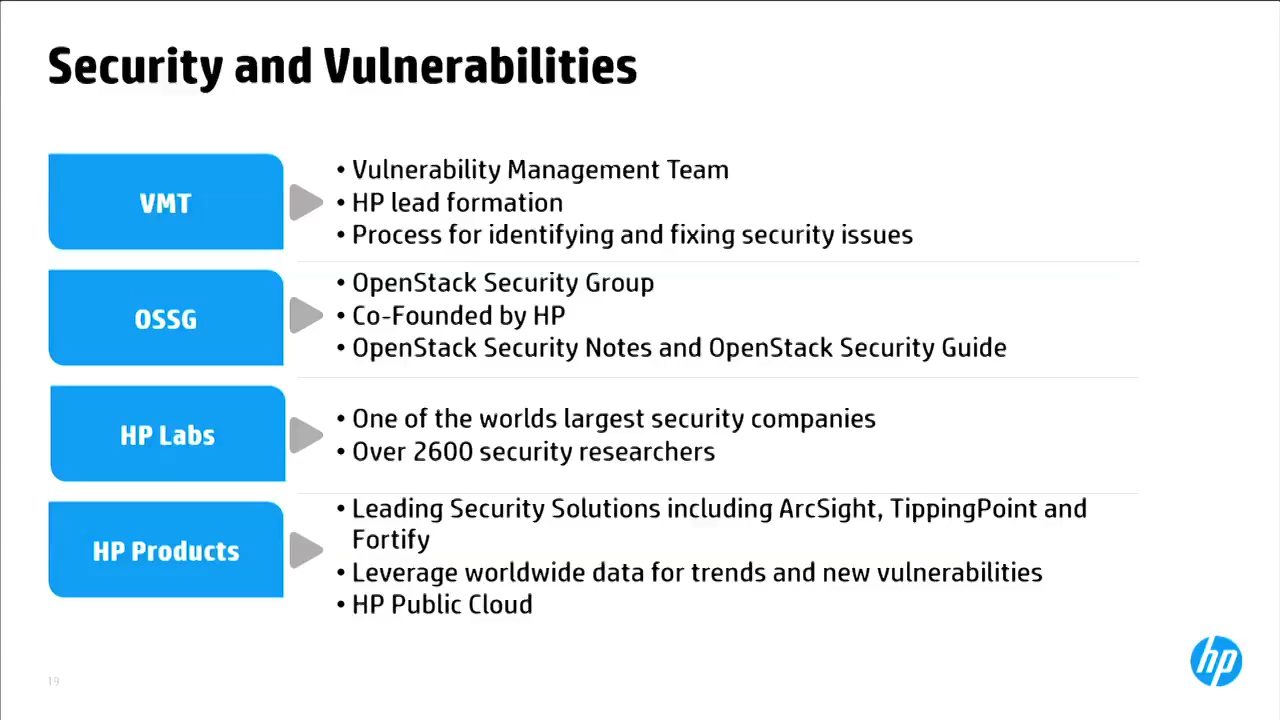 Security and Vulnerabilities
VMT
• Vulnerability Management Team
• HP lead formation
• Process for identifying and fixing security issues
OSSG
• OpenStack Security Group
• Co-Founded by HP
• OpenStack Security Notes and OpenStack Security Guide
HP Labs
• One of the worlds largest security companies
• Over 2600 security researchers
HP Products
• Leading Security Solutions including ArcSight, TippingPoint and
Fortify
• Leverage worldwide data for trends and new vulnerabilities
• HP Public Cloud
19
hp